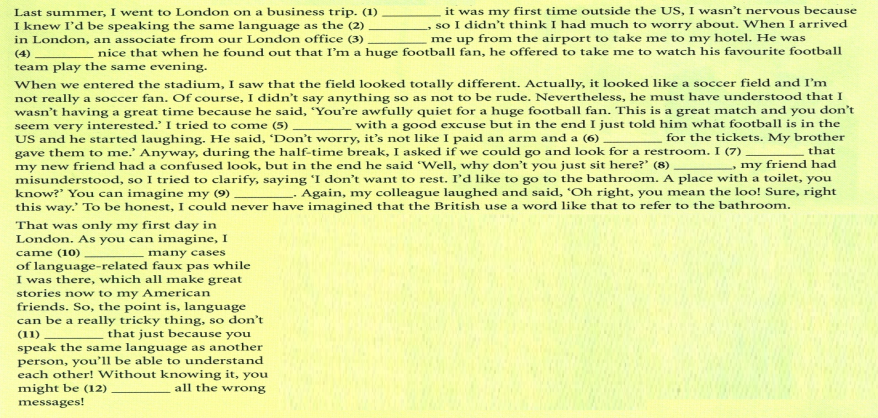 Last summer, I went to London on a business trip. (1) ________ it was my first time outside the US, I wasn't nervous because
I knew I'd be speaking the same language as the (2) ________, so I didn't think I had much to worry about. When I arrived
in London, an associate from our London office (3) ________ me up from the airport to take me to my hotel. He was
(4) ________ nice that when he found out that I'm a huge football fan, he offered to take me to watch his favourite football
team play the same evening.
When we entered the stadium, I saw that the field looked totally different. Actually, it looked like a soccer field and I'm
not really a soccer fan. Of course, I didn't say anything so as not to be rude. Nevertheless, he must have understood that I
wasn't having a great time because he said, 'You're awfully quiet for a huge football fan. This is a great match and you don't
seem very interested.' I tried to come (5) ________ with a good excuse but in the end I just told him what football is in the
US and he started laughing. He said, 'Don't worry, it's not like I paid an arm and a (6) ________ for the tickets. My brother
gave them to me.' Anyway, during the half-time break, I asked if we could go and look for a restroom. I (7) ________ that
my new friend had a confused look, but in the end he said 'Well, why don't you just sit here?' (8) ________, my friend had
misunderstood, so I tried to clarify, saying 'I don't want to rest. I'd like to go to the bathroom. A place with a toilet, you
know?' You can imagine my (9) ________. Again, my colleague laughed and said, 'Oh right, you mean the loo! Sure, right
this way.' To be honest, I could never have imagined that the British use a word like that to refer to the bathroom.
That was only my first day in
London. As you can imagine, I
came (10) ________ many cases
of language-related faux pas while
I was there, which all make great
stories now to my American
friends. So, the point is, language
can be a really tricky thing, so don't
(11) ________ that just because you
speak the same language as another
person, you'll be able to understand
each other! Without knowing it, you
might be (12) ________ all the wrong
messages!